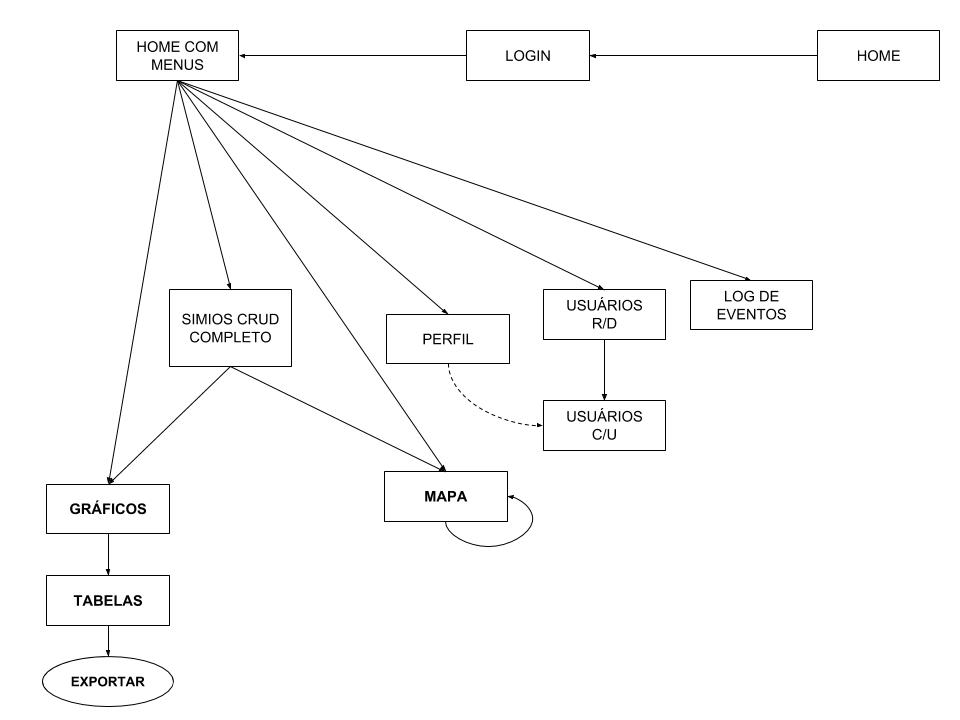 HOME COM
MENUS
LOGIN
HOME
SIMIOS CRUD
COMPLETO
PERFIL
USUÁRIOS
R/D
LOG DE
EVENTOS
USUÁRIOS
C/U
GRÁFICOS
MAPA
TABELAS
EXPORTAR